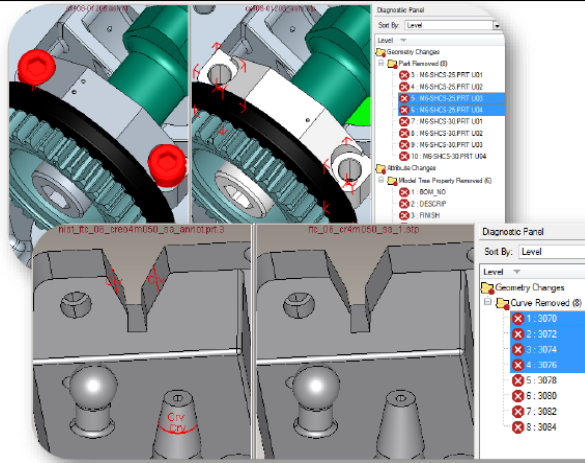 Diagnostic Panel
Sort By: Level
Level
Geometry Changes
Part Removed (8)
3 : M6-SHCS-25.PRT U01
4 : M6-SHCS-25.PRT U02
5 : M6-SHCS-25.PRT U03
6 : M6-SHCS-25.PRT U04
7 : M6-SHCS-30.PRT U01
8 : M6-SHCS-30.PRT U02
9 : M6-SHCS-30.PRT U03
10 : M6-SHCS-30.PRT U04
Attribute Changes
Model Tree Property Removed (6)
1 : BOM_NO
2 : DESCRIP
3 : FINISH
nist_ftc_06_creo4m050_sa_annot.prt.3
ftc_06_cr4m050_sa_1.stp
Crv
Crv
Diagnostic Panel
Sort By: Level
Level
Geometry Changes
Curve Removed (8)
1 : 3070
2 : 3072
3 : 3074
4 : 3076
5 : 3078
6 : 3080
7 : 3082
8 : 3084